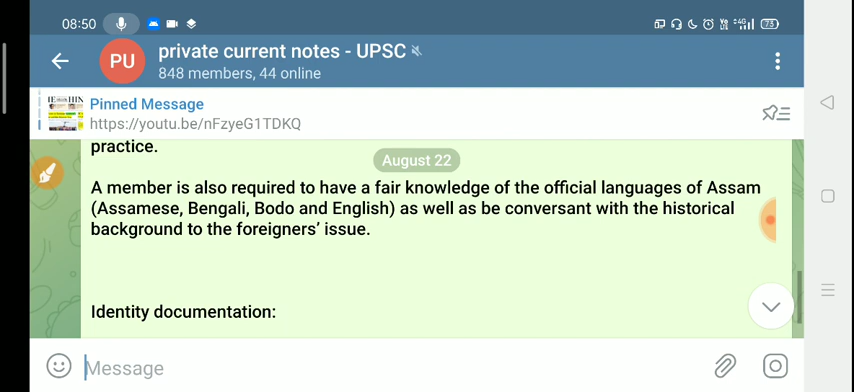 08:50
4G
73
PU
private current notes - UPSC
848 members, 44 online
Pinned Message
https://youtu.be/nFzyeG1TDKQ
practice.
August 22
A member is also required to have a fair knowledge of the official languages of Assam
(Assamese, Bengali, Bodo and English) as well as be conversant with the historical
background to the foreigners' issue.
Identity documentation:
Message